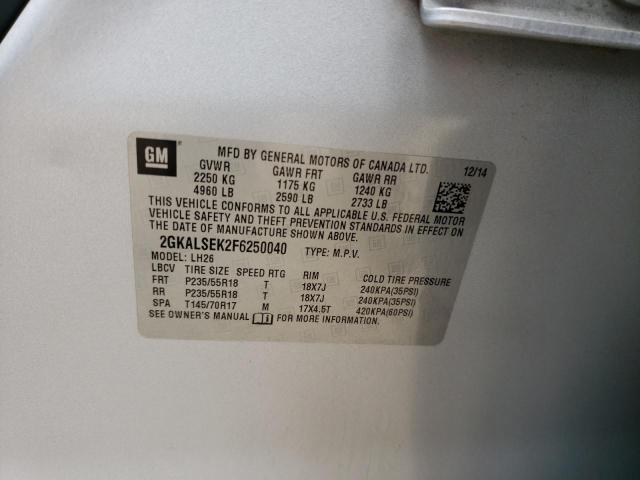 GM
MFD BY GENERAL MOTORS OF CANADA LTD. 12/14
GVWR GAWR FRT GAWR RR
2250 KG 1175 KG 1240 KG
4960 LB 2590 LB 2733 LB
THIS VEHICLE CONFORMS TO ALL APPLICABLE U.S. FEDERAL MOTOR
VEHICLE SAFETY AND THEFT PREVENTION STANDARDS IN EFFECT ON
THE DATE OF MANUFACTURE SHOWN ABOVE.
2GKALSEK2F6250040 TYPE: M.P.V.
MODEL: LH26
LBCV TIRE SIZE SPEED RTG RIM COLD TIRE PRESSURE
FRT P235/55R18 T 18X7J 240KPA(35PSI)
RR P235/55R18 T 18X7J 240KPA(35PSI)
SPA T145/70R17 M 17X4.5T 420KPA(60PSI)
SEE OWNER'S MANUAL FOR MORE INFORMATION.